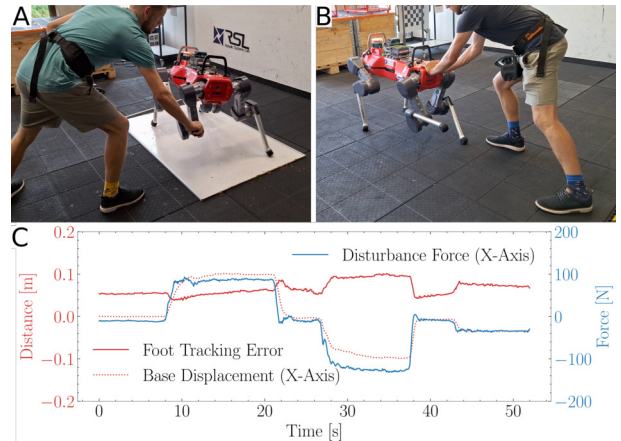 A
B
RSL
C
0.2
0.1
0.0
−0.1
−0.2
Distance [m]
Disturbance Force (X-Axis)
Foot Tracking Error
Base Displacement (X-Axis)
200
100
0
−100
−200
Force [N]
0 10 20 30 40 50
Time [s]